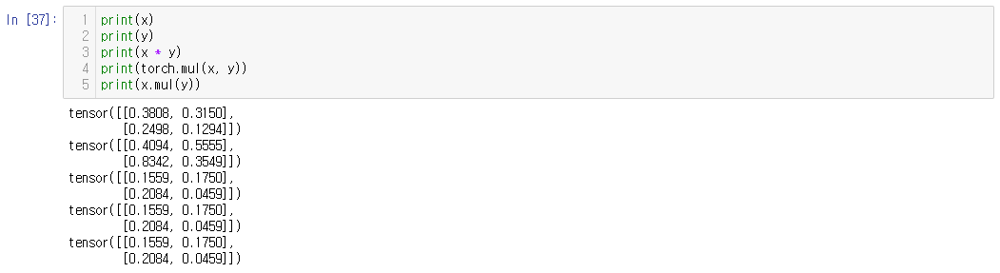 In [37]:
1 print(x)
2 print(y)
3 print(x * y)
4 print(torch.mul(x, y))
5 print(x.mul(y))
tensor([[0.3808, 0.3150],
        [0.2498, 0.1294]])
tensor([[0.4094, 0.5555],
        [0.8342, 0.3549]])
tensor([[0.1559, 0.1750],
        [0.2084, 0.0459]])
tensor([[0.1559, 0.1750],
        [0.2084, 0.0459]])
tensor([[0.1559, 0.1750],
        [0.2084, 0.0459]])